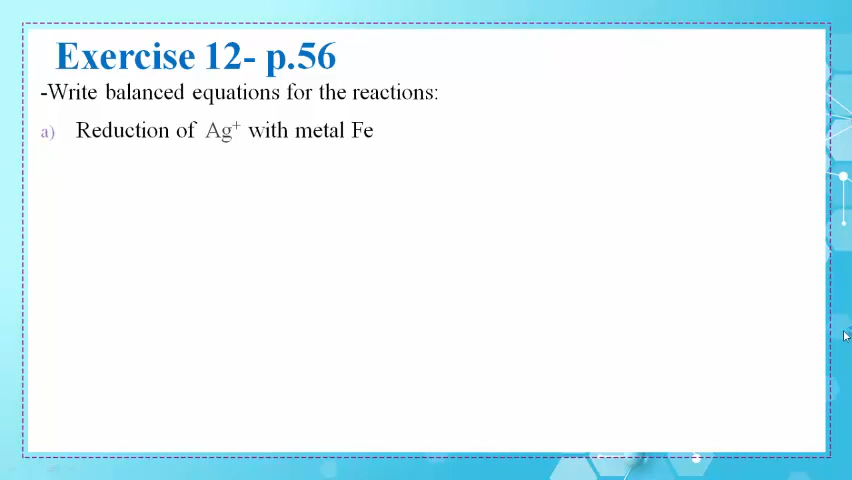 Exercise 12- p.56
-Write balanced equations for the reactions:
a) Reduction of Ag⁺ with metal Fe